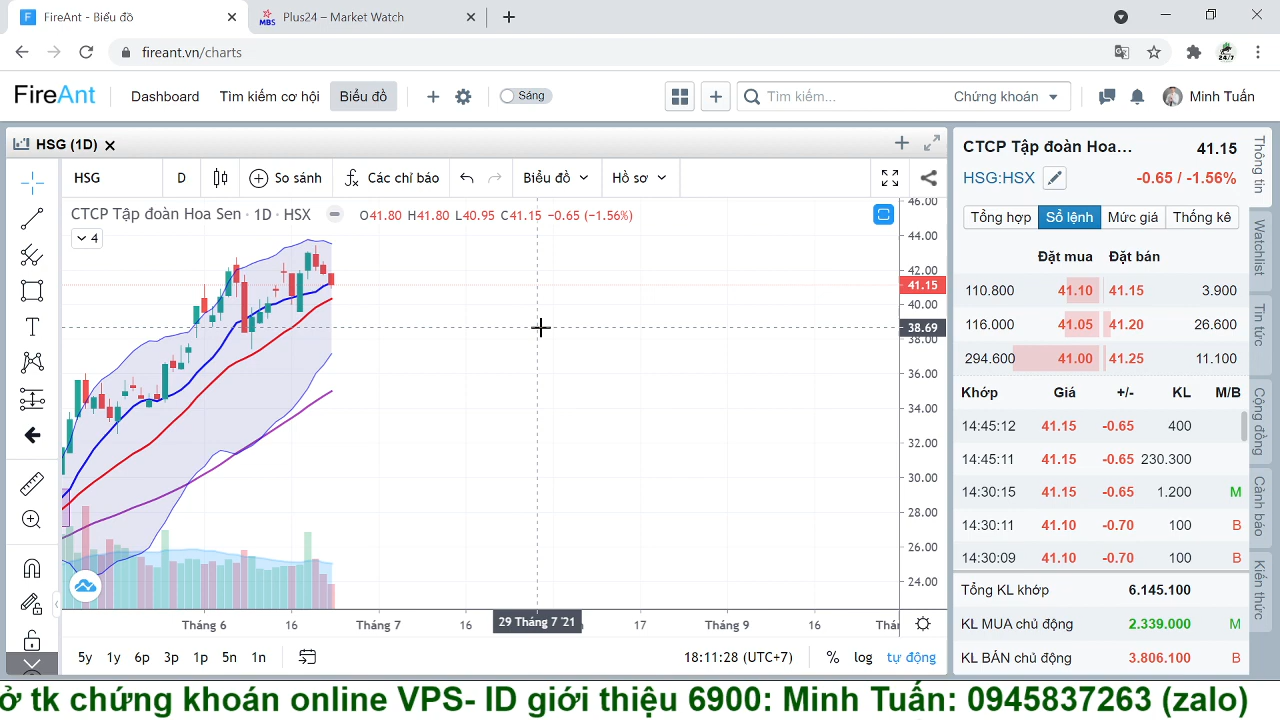 FireAnt - Biểu đồ
MBS
Plus24 – Market Watch
fireant.vn/charts
24/7
FireAnt
Dashboard
Tìm kiếm cơ hội
Biểu đồ
Sáng
Tìm kiếm...
Chứng khoán
Minh Tuấn
HSG (1D)
HSG
D
So sánh
Các chỉ báo
Biểu đồ
Hồ sơ
CTCP Tập đoàn Hoa Sen · 1D · HSX
O41.80 H41.80 L40.95 C41.15 −0.65 (−1.56%)
4
46.00
44.00
42.00
41.15
40.00
38.69
38.00
36.00
34.00
32.00
30.00
28.00
26.00
24.00
Tháng 6
16
Tháng 7
16
29 Tháng 7 '21
17
Tháng 9
16
5y 1y 6p 3p 1p 5n 1n
18:11:28 (UTC+7)
% log tự động
CTCP Tập đoàn Hoa...
41.15
HSG:HSX
-0.65 / -1.56%
Tổng hợp
Sổ lệnh
Mức giá
Thống kê
Đặt mua Đặt bán
110.800 41.10 41.15 3.900
116.000 41.05 41.20 26.600
294.600 41.00 41.25 11.100
Khớp Giá +/- KL M/B
14:45:12 41.15 -0.65 400
14:45:11 41.15 -0.65 230.300
14:30:15 41.15 -0.65 1.200 M
14:30:11 41.10 -0.70 100 B
14:30:09 41.10 -0.70 100 B
Tổng KL khớp 6.145.100
KL MUA chủ động 2.339.000 M
KL BÁN chủ động 3.806.100 B
Thông tin
Watchlist
Tin tức
Cộng đồng
Cảnh báo
Kiến thức
ở tk chứng khoán online VPS- ID giới thiệu 6900: Minh Tuấn: 0945837263 (zalo)